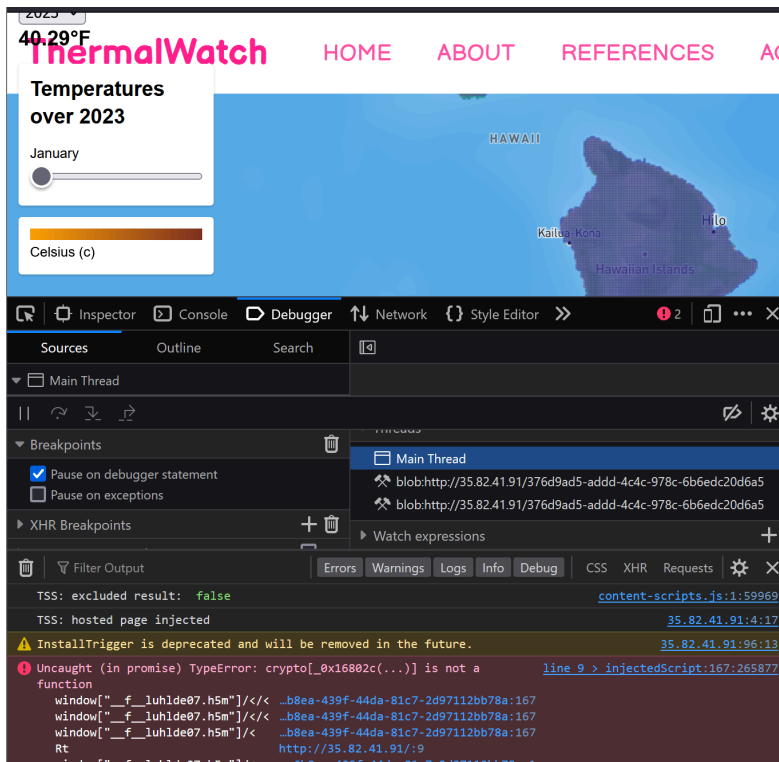 2023
40.29°F
ThermalWatch HOME ABOUT REFERENCES
Temperatures
over 2023
January
Celsius (c)
HAWAII
Hilo
Kailua-Kona
Hawaiian Islands
Inspector Console Debugger Network {} Style Editor 2
Sources Outline Search
Main Thread
Threads
Breakpoints
Main Thread
Pause on debugger statement
blob:http://35.82.41.91/376d9ad5-addd-4c4c-978c-6b6edc20d6a5
Pause on exceptions
blob:http://35.82.41.91/376d9ad5-addd-4c4c-978c-6b6edc20d6a5
XHR Breakpoints
Watch expressions
Filter Output Errors Warnings Logs Info Debug CSS XHR Requests
TSS: excluded result: false content-scripts.js:1:59969
TSS: hosted page injected 35.82.41.91:4:17
InstallTrigger is deprecated and will be removed in the future. 35.82.41.91:96:13
Uncaught (in promise) TypeError: crypto[_0x16802c(...)] is not a line 9 > injectedScript:167:265877
function
window["__f__luhlde07.h5m"]/</< …b8ea-439f-44da-81c7-2d97112bb78a:167
window["__f__luhlde07.h5m"]/</< …b8ea-439f-44da-81c7-2d97112bb78a:167
window["__f__luhlde07.h5m"]/< …b8ea-439f-44da-81c7-2d97112bb78a:167
Rt http://35.82.41.91/:9